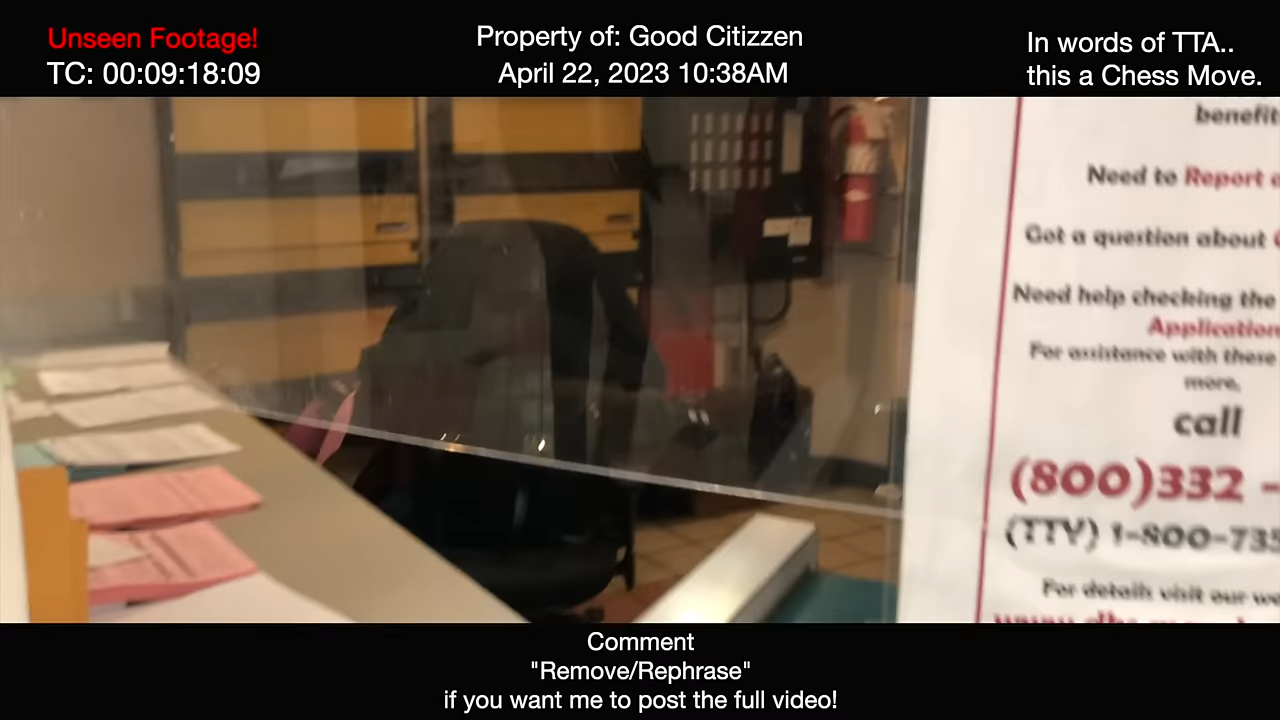 Unseen Footage!
TC: 00:09:18:09
Property of: Good Citizzen
April 22, 2023 10:38AM
In words of TTA..
this a Chess Move.
benefit
Need to Report
Got a question about
Need help checking the
Application
For assistance with these
more,
call
(800)332 -
(TTY) 1-800-735
For details visit our we
Comment
"Remove/Rephrase"
if you want me to post the full video!